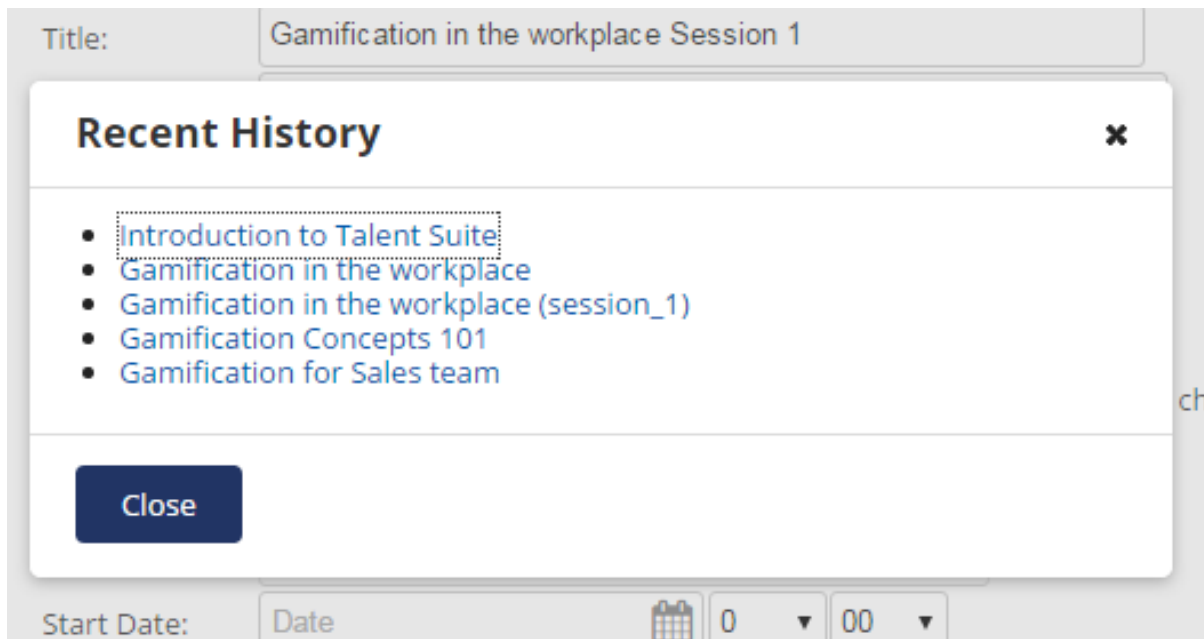 Title:
Gamification in the workplace Session 1
Recent History
Introduction to Talent Suite
Gamification in the workplace
Gamification in the workplace (session_1)
Gamification Concepts 101
Gamification for Sales team
ch
Close
Start Date:
Date
0
00